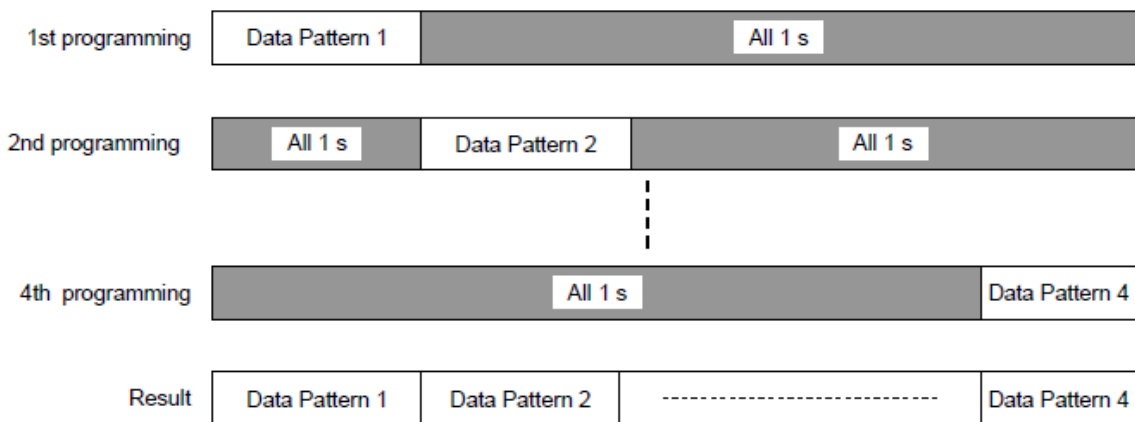 1st programming Data Pattern 1 All 1 s
2nd programming All 1 s Data Pattern 2 All 1 s
4th programming All 1 s Data Pattern 4
Result Data Pattern 1 Data Pattern 2 Data Pattern 4